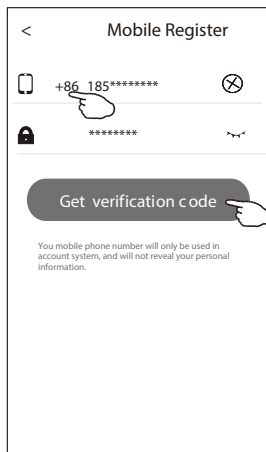 < Mobile Register
+86 185********
********
Get verification code
You mobile phone number will only be used in
account system, and will not reveal your personal
information.